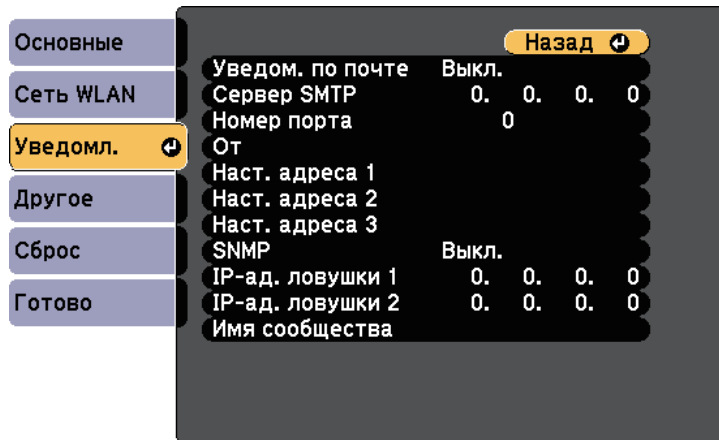 Основные
Сеть WLAN
Уведомл.
Другое
Сброс
Готово
Назад
Уведом. по почте Выкл.
Сервер SMTP 0. 0. 0. 0
Номер порта 0
От
Наст. адреса 1
Наст. адреса 2
Наст. адреса 3
SNMP Выкл.
IP-ад. ловушки 1 0. 0. 0. 0
IP-ад. ловушки 2 0. 0. 0. 0
Имя сообщества